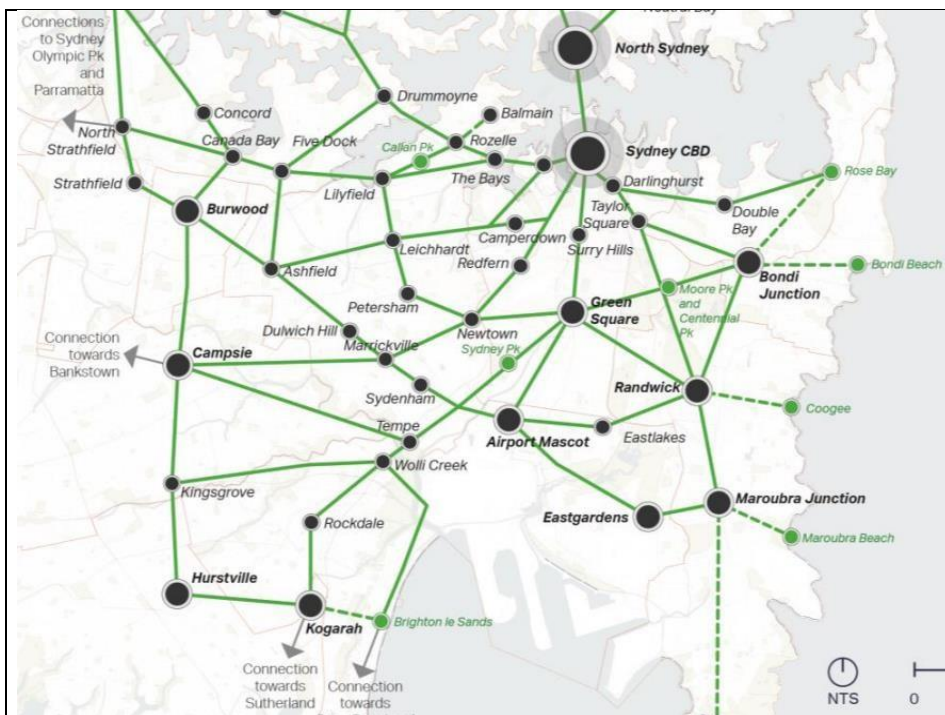 Connections
to Sydney
Olympic Pk
and
Parramatta
North Sydney
Drummoyne
Balmain
Concord
North
Strathfield
Canada Bay
Five Dock
Callan Pk
Rozelle
Sydney CBD
Strathfield
Lilyfield
The Bays
Darlinghurst
Rose Bay
Burwood
Taylor
Square
Double
Bay
Camperdown
Surry Hills
Leichhardt
Redfern
Ashfield
Bondi
Junction
Bondi Beach
Petersham
Green
Square
Moore Pk
and
Centennial
Pk
Dulwich Hill
Newtown
Connection
towards
Bankstown
Campsie
Marrickville
Sydney Pk
Sydenham
Randwick
Coogee
Tempe
Airport Mascot
Eastlakes
Wolli Creek
Kingsgrove
Rockdale
Eastgardens
Maroubra Junction
Maroubra Beach
Hurstville
Kogarah
Brighton le Sands
Connection
towards
Sutherland
Connection
towards
NTS
0